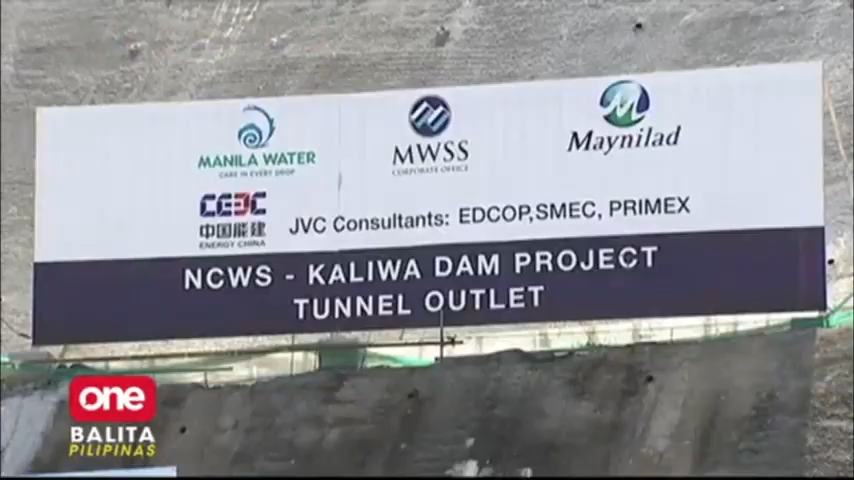 MANILA WATER
CARE IN EVERY DROP
MWSS
CORPORATE OFFICE
Maynilad
CEEC
中国能建
ENERGY CHINA
JVC Consultants: EDCOP,SMEC, PRIMEX
NCWS - KALIWA DAM PROJECT
TUNNEL OUTLET
one
BALITA
PILIPINAS